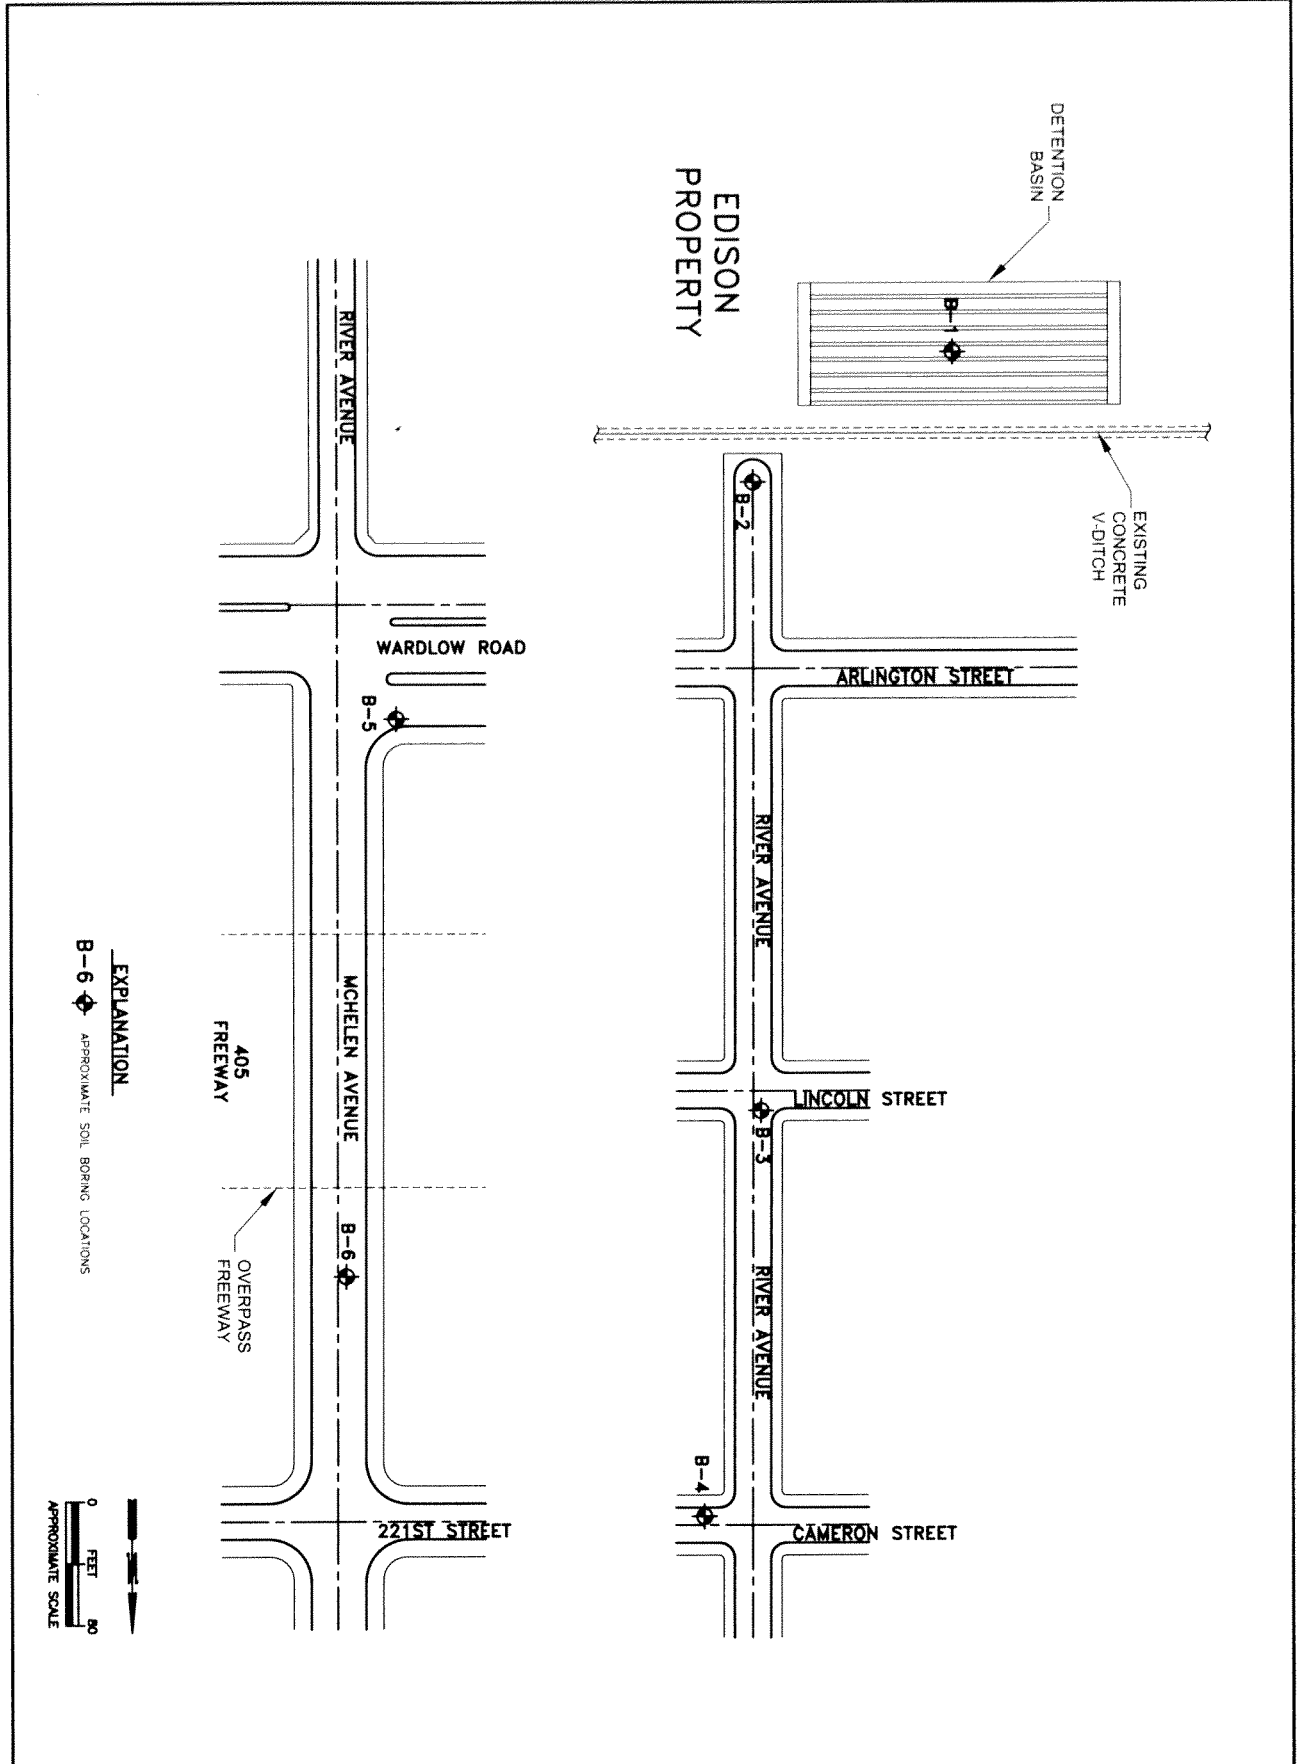 DETENTION
BASIN
EDISON
PROPERTY
B-1
EXISTING
CONCRETE
V-DITCH
B-2
ARLINGTON STREET
RIVER AVENUE
LINCOLN STREET
B-3
RIVER AVENUE
B-4
CAMERON STREET
RIVER AVENUE
WARDLOW ROAD
B-5
MCHELEN AVENUE
405
FREEWAY
B-6
OVERPASS
FREEWAY
221ST STREET
EXPLANATION
B-6 APPROXIMATE SOIL BORING LOCATIONS
N
0 FEET 80
APPROXIMATE SCALE